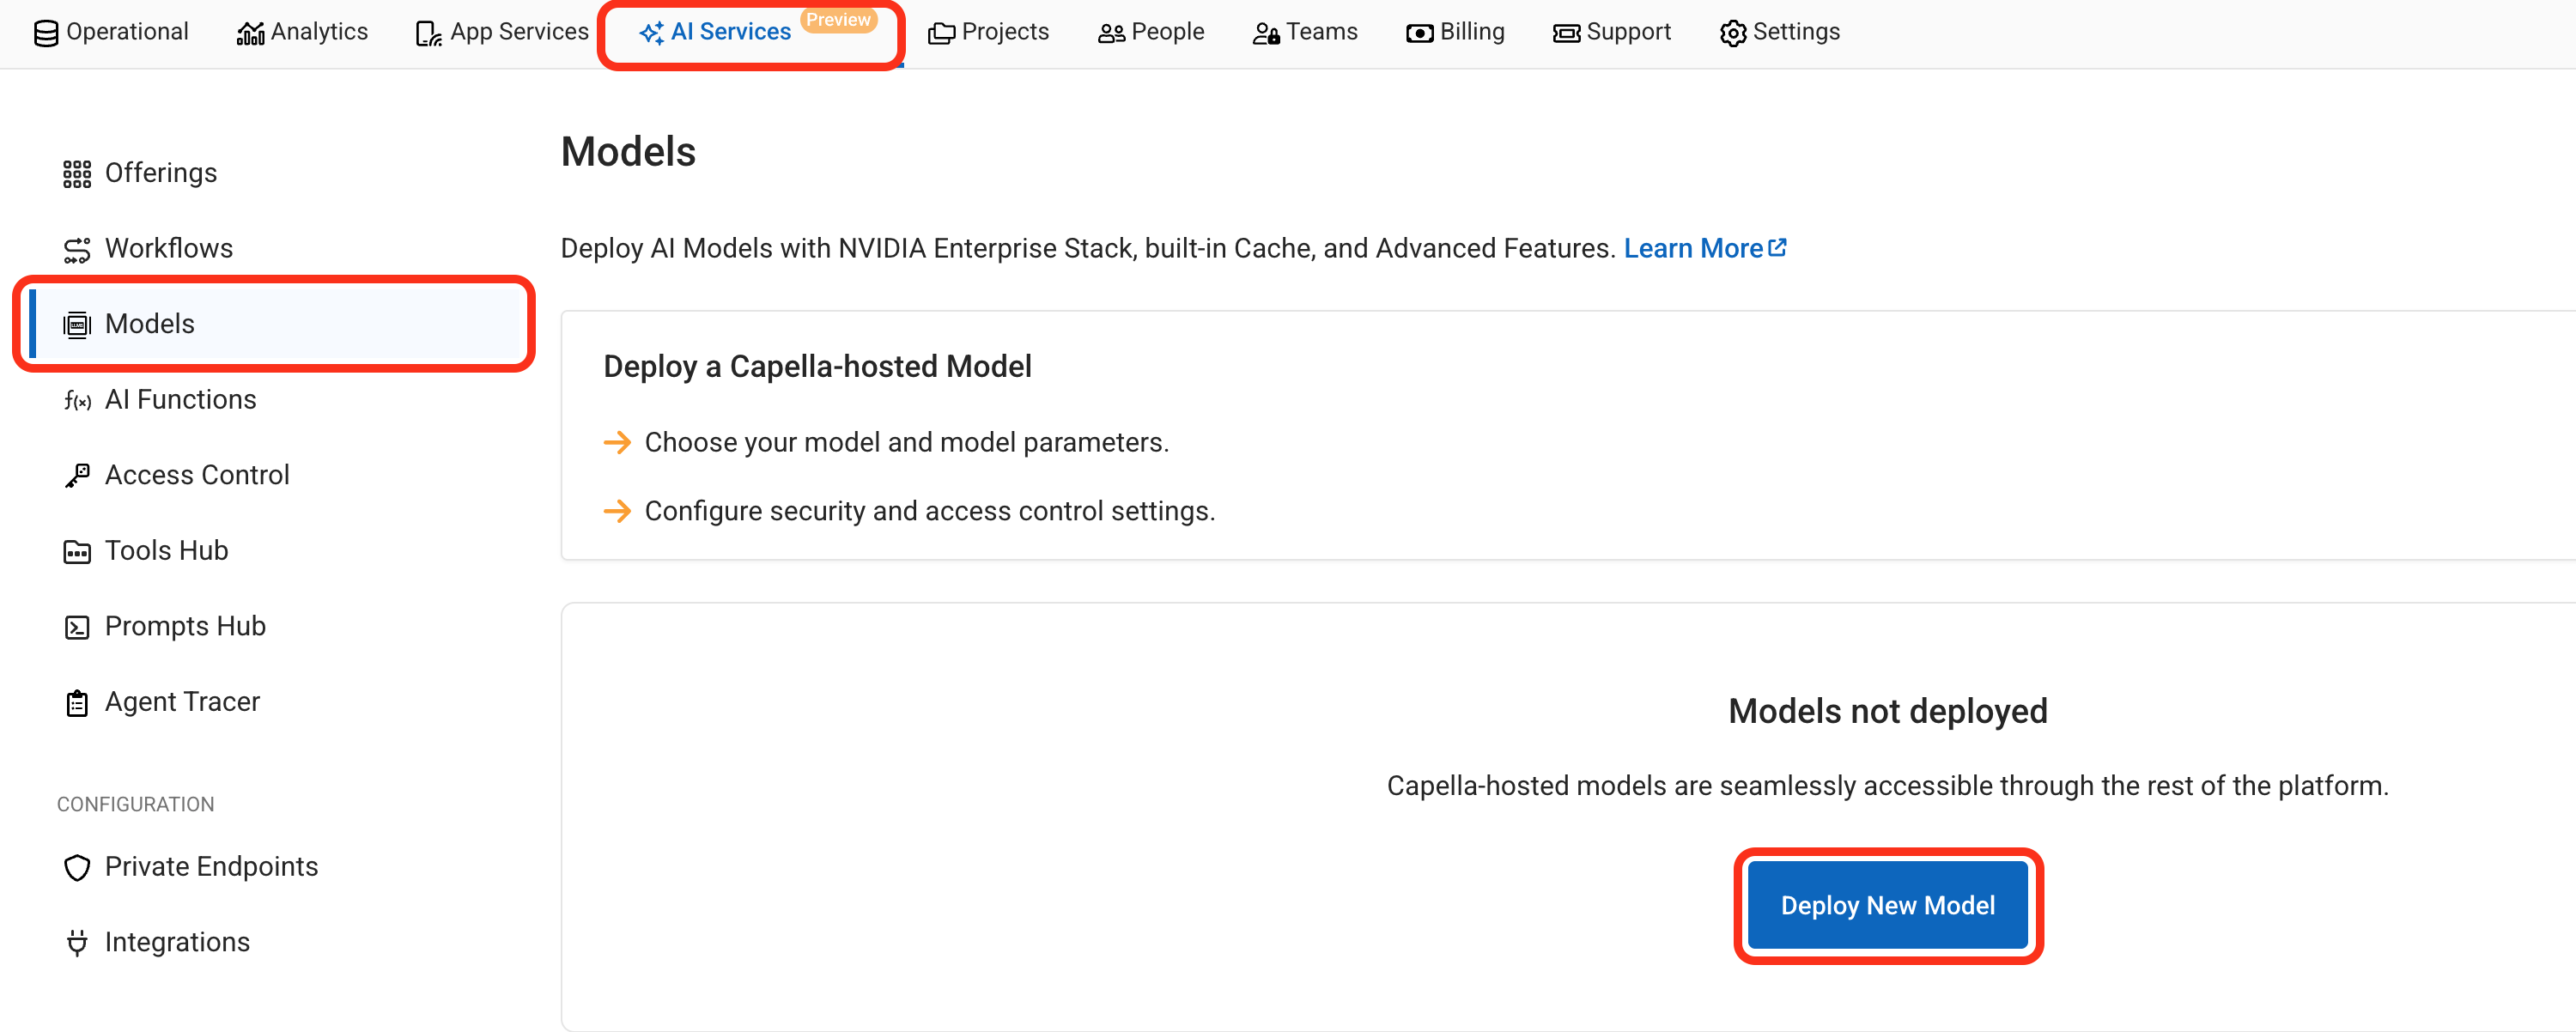 Operational Analytics App Services AI Services Preview Projects People Teams Billing Support Settings
Offerings
Workflows
Models
AI Functions
Access Control
Tools Hub
Prompts Hub
Agent Tracer
CONFIGURATION
Private Endpoints
Integrations
Models
Deploy AI Models with NVIDIA Enterprise Stack, built-in Cache, and Advanced Features. Learn More
Deploy a Capella-hosted Model
Choose your model and model parameters.
Configure security and access control settings.
Models not deployed
Capella-hosted models are seamlessly accessible through the rest of the platform.
Deploy New Model